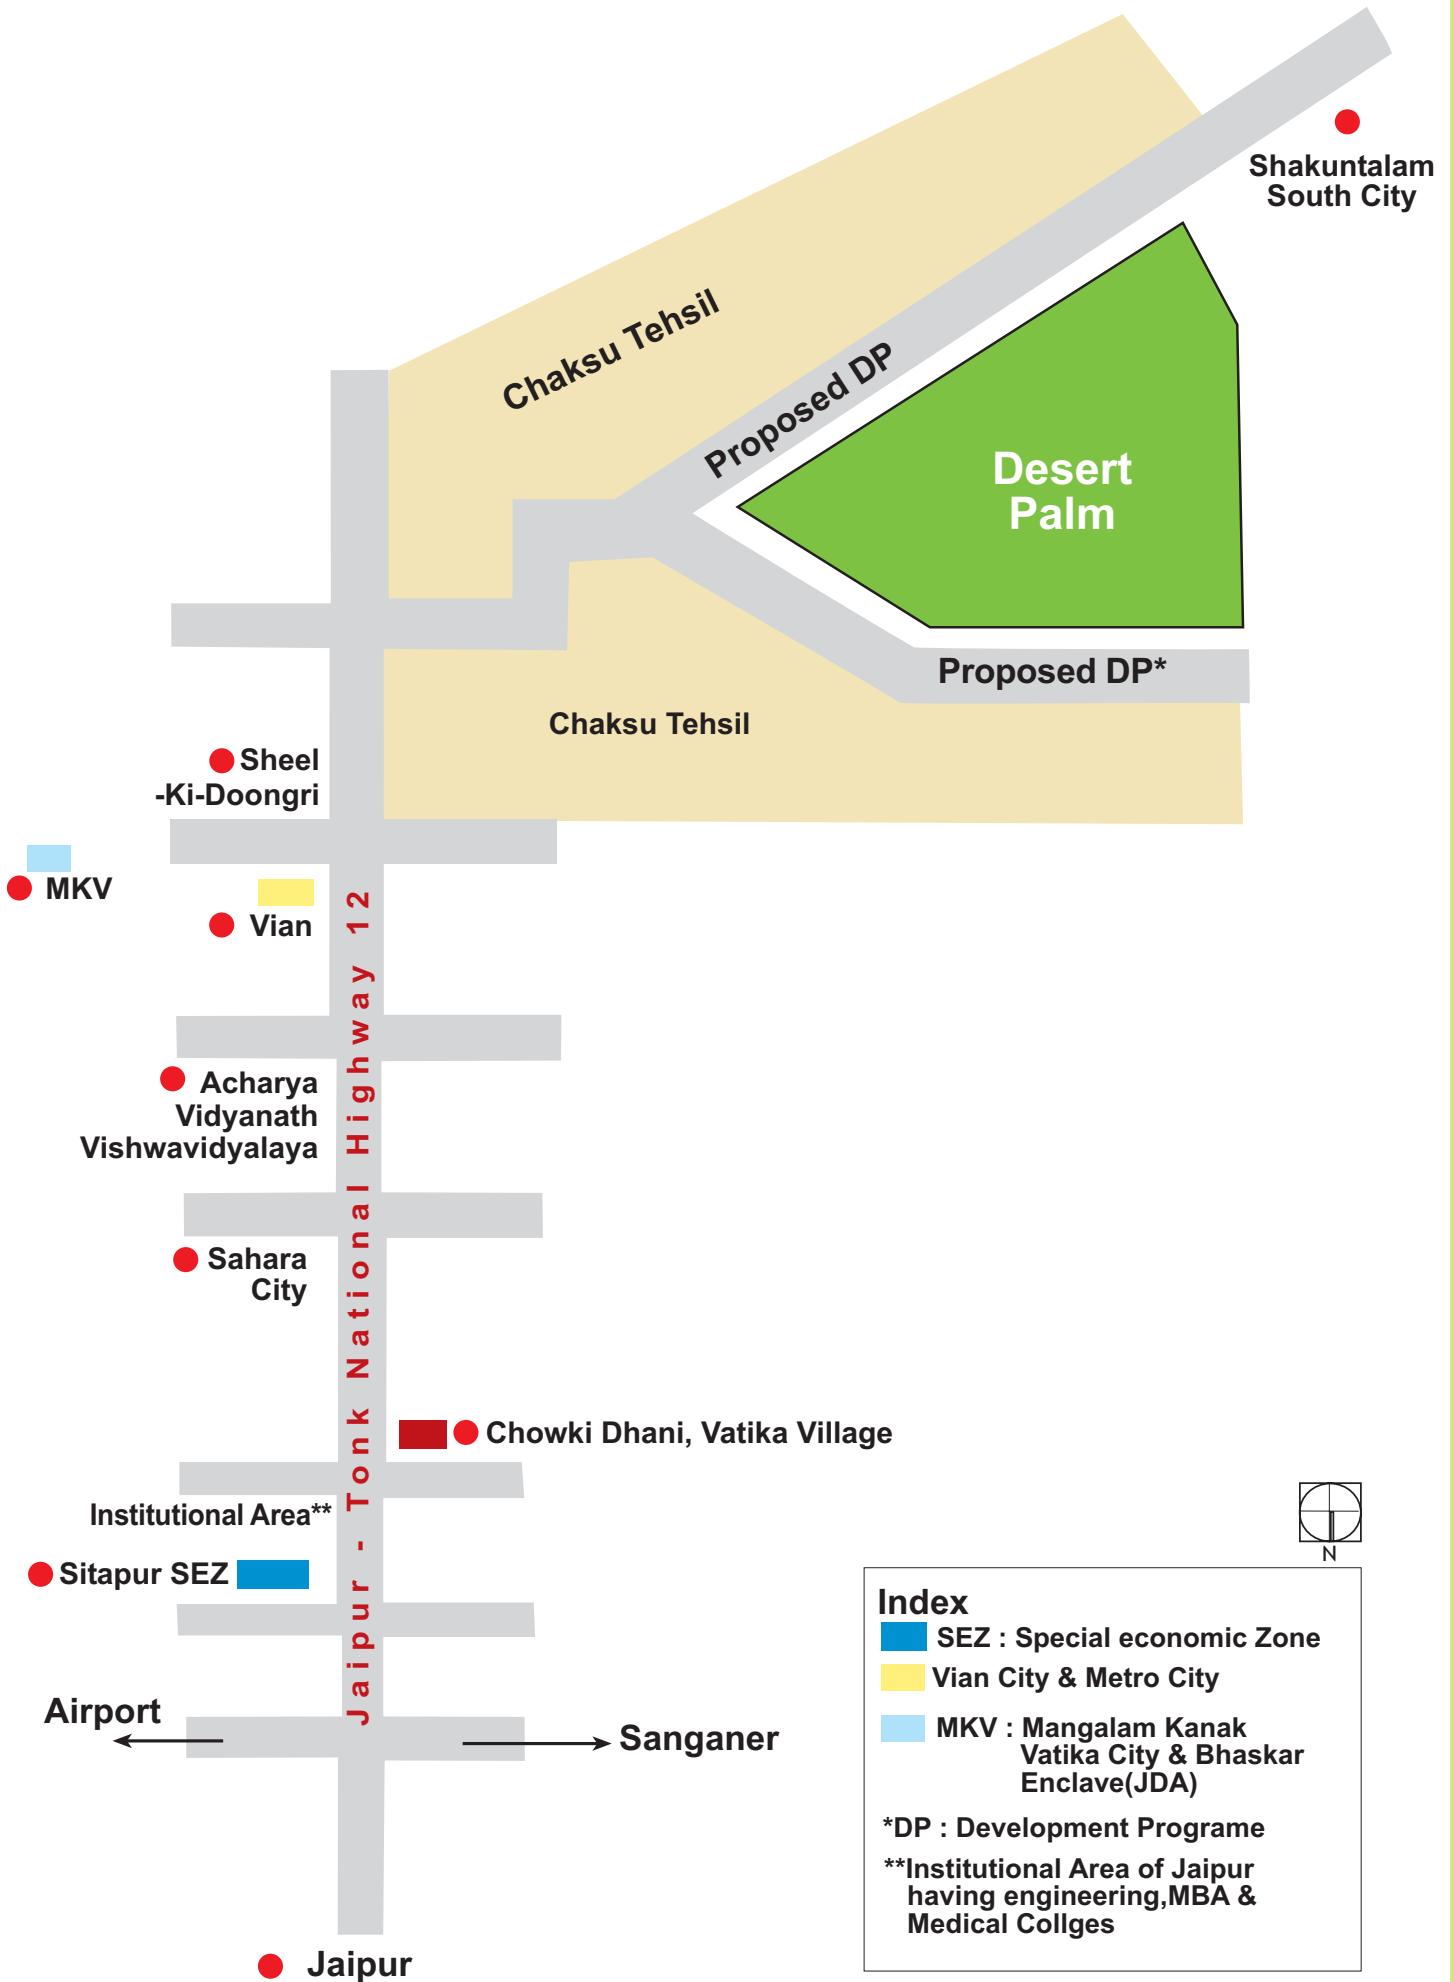 Shakuntalam
South City
Chaksu Tehsil
Proposed DP
Desert
Palm
Proposed DP*
Chaksu Tehsil
Sheel
-Ki-Doongri
MKV
Vian
Jaipur - Tonk National Highway 12
Acharya
Vidyanath
Vishwavidyalaya
Sahara
City
Chowki Dhani, Vatika Village
Institutional Area**
Sitapur SEZ
Airport
Sanganer
Jaipur
N
Index
SEZ : Special economic Zone
Vian City & Metro City
MKV : Mangalam Kanak
Vatika City & Bhaskar
Enclave(JDA)
*DP : Development Programe
**Institutional Area of Jaipur
having engineering,MBA &
Medical Collges